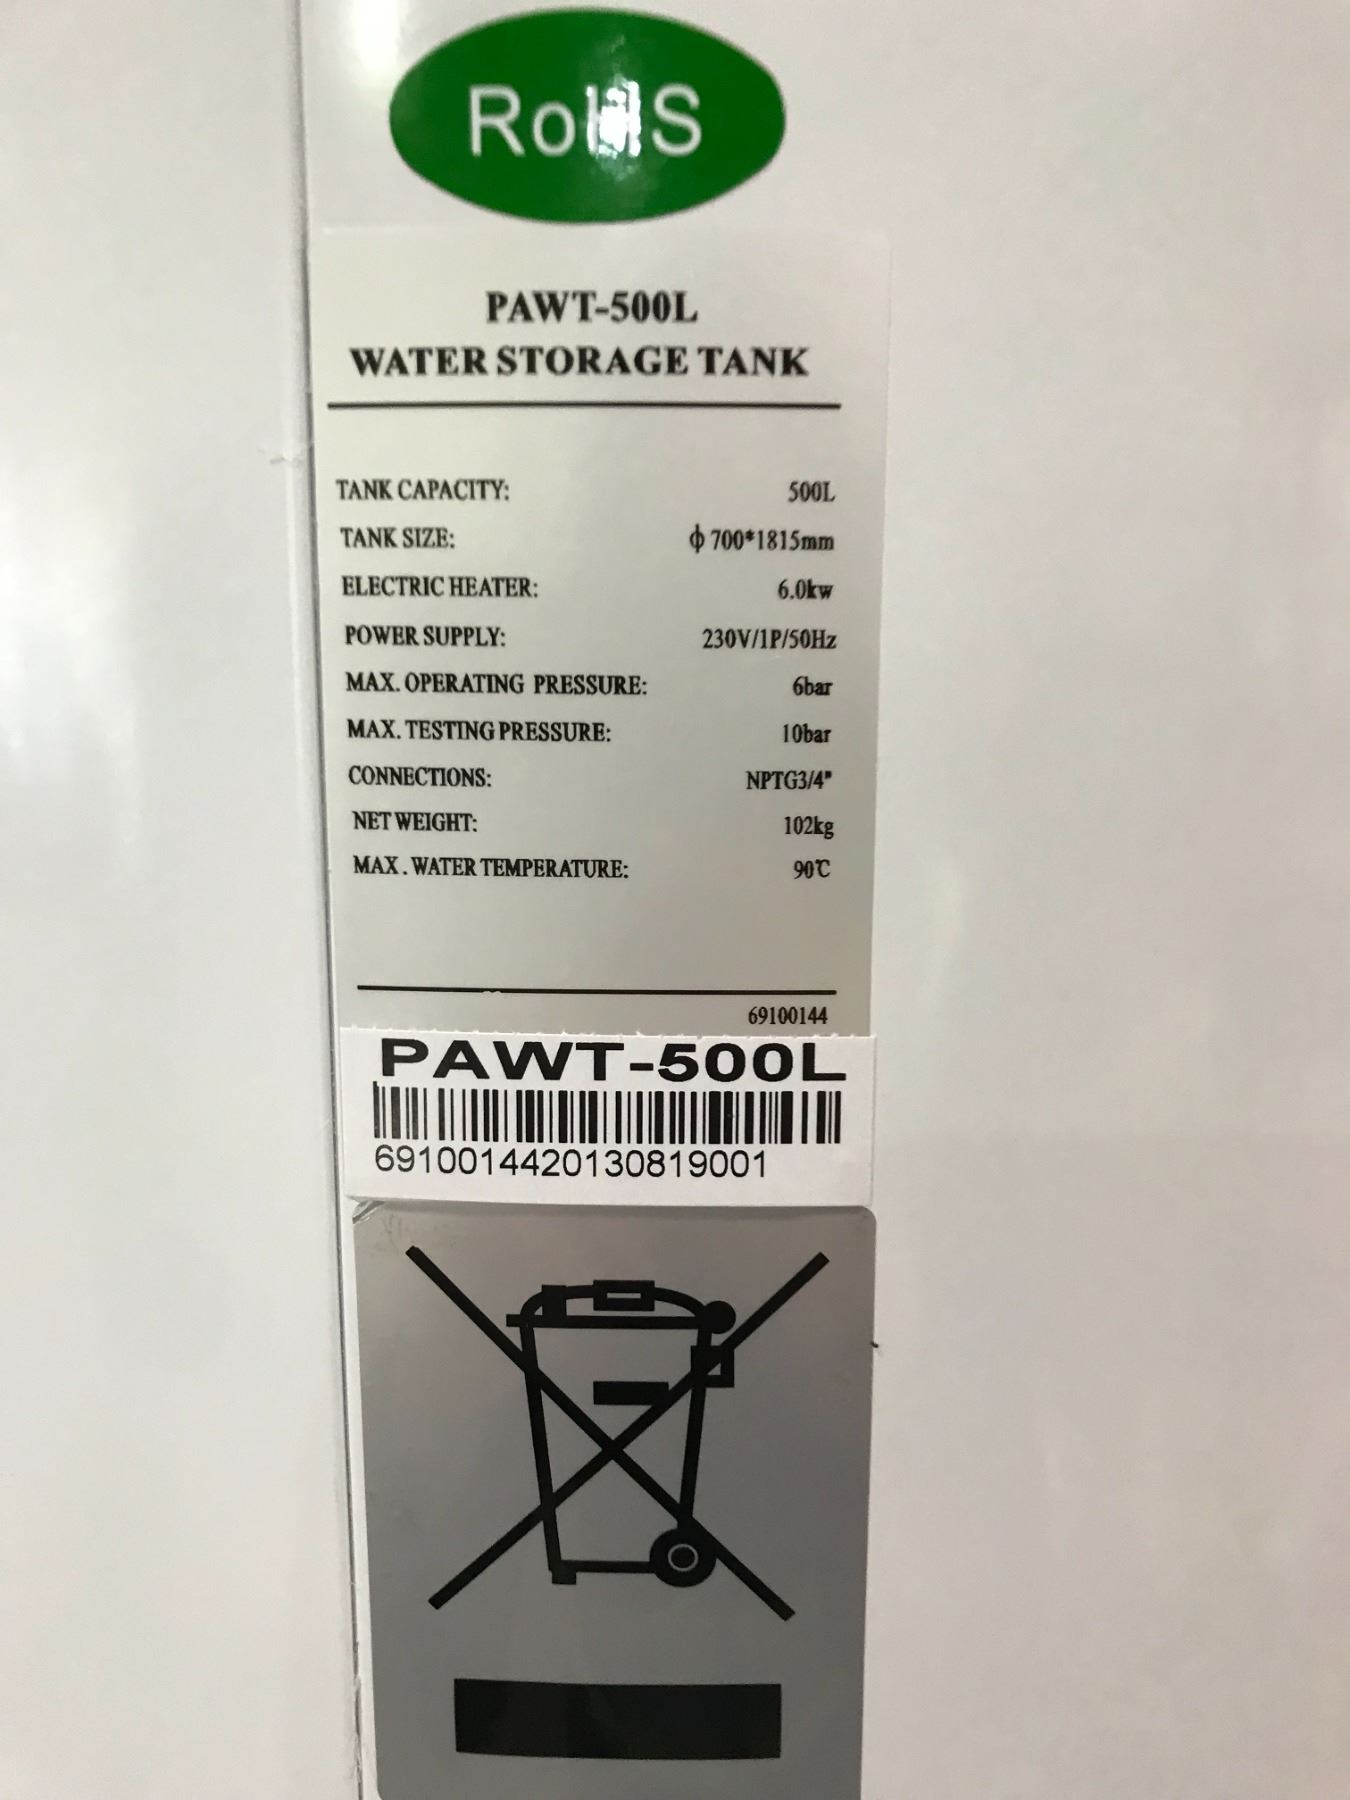 RoHS
PAWT-500L
WATER STORAGE TANK
TANK CAPACITY: 500L
TANK SIZE: ϕ 700*1815mm
ELECTRIC HEATER: 6.0kw
POWER SUPPLY: 230V/1P/50Hz
MAX. OPERATING PRESSURE: 6bar
MAX. TESTING PRESSURE: 10bar
CONNECTIONS: NPTG3/4"
NET WEIGHT: 102kg
MAX. WATER TEMPERATURE: 90℃
69100144
PAWT-500L
6910014420130819001